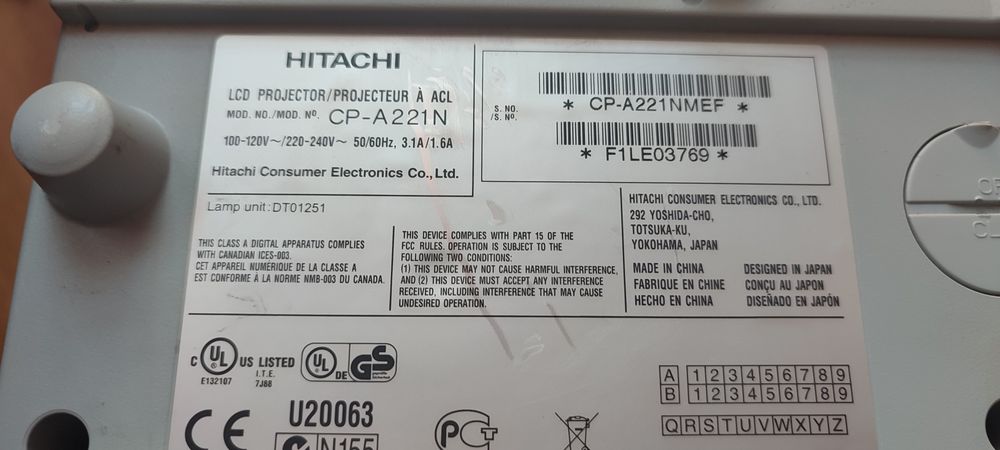 HITACHI
LCD PROJECTOR/PROJECTEUR À ACL
MOD. NO./MOD. Nº. CP-A221N
100-120V～/220-240V～ 50/60Hz, 3.1A/1.6A
Hitachi Consumer Electronics Co., Ltd.
S. NO.
/S. Nº.
* CP-A221NMEF *
* F1LE03769 *
Lamp unit: DT01251
THIS CLASS A DIGITAL APPARATUS COMPLIES
WITH CANADIAN ICES-003.
CET APPAREIL NUMÉRIQUE DE LA CLASSE A
EST CONFORME À LA NORME NMB-003 DU CANADA.
THIS DEVICE COMPLIES WITH PART 15 OF THE
FCC RULES. OPERATION IS SUBJECT TO THE
FOLLOWING TWO CONDITIONS:
(1) THIS DEVICE MAY NOT CAUSE HARMFUL INTERFERENCE,
AND (2) THIS DEVICE MUST ACCEPT ANY INTERFERENCE
RECEIVED, INCLUDING INTERFERENCE THAT MAY CAUSE
UNDESIRED OPERATION.
HITACHI CONSUMER ELECTRONICS CO., LTD.
292 YOSHIDA-CHO,
TOTSUKA-KU,
YOKOHAMA, JAPAN
MADE IN CHINA DESIGNED IN JAPAN
FABRIQUE EN CHINE CONÇU AU JAPON
HECHO EN CHINA DISEÑADO EN JAPÓN
C UL US LISTED
I.T.E.
E132107 7J88
UL DE
GS
geprüfte
Sicherheit
A 1 2 3 4 5 6 7 8 9
B 1 2 3 4 5 6 7 8 9
Q R S T U V W X Y Z
CE
U20063
N155